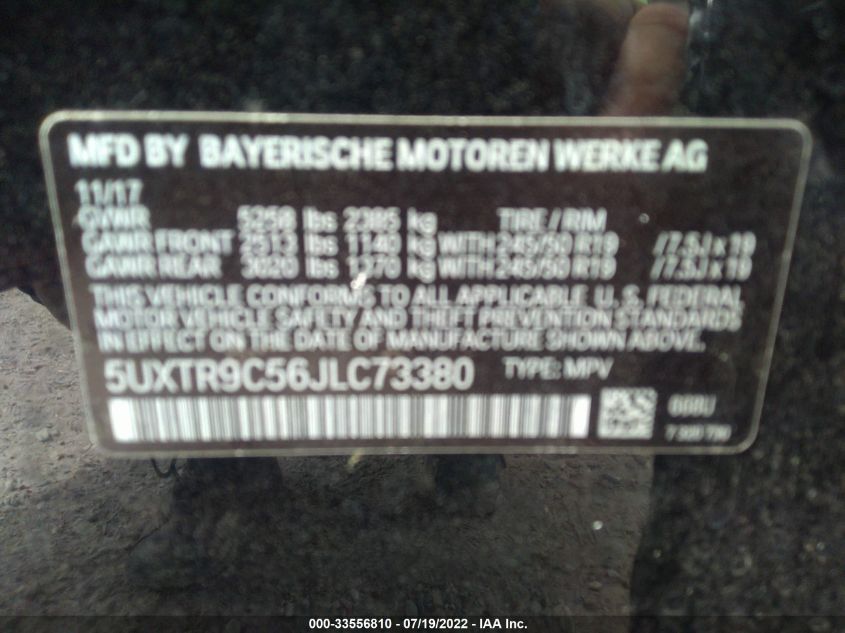 MFD BY BAYERISCHE MOTOREN WERKE AG
11/17
GVWR 5258 lbs 2385 kg TIRE / RIM
GAWR FRONT 2513 lbs 1140 kg WITH 245/50 R19 /7.5J x 19
GAWR REAR 3020 lbs 1370 kg WITH 245/50 R19 /7.5J x 19
THIS VEHICLE CONFORMS TO ALL APPLICABLE U. S. FEDERAL
MOTOR VEHICLE SAFETY AND THEFT PREVENTION STANDARDS
IN EFFECT ON THE DATE OF MANUFACTURE SHOWN ABOVE.
5UXTR9C56JLC73380 TYPE: MPV
000-33556810 - 07/19/2022 - IAA Inc.